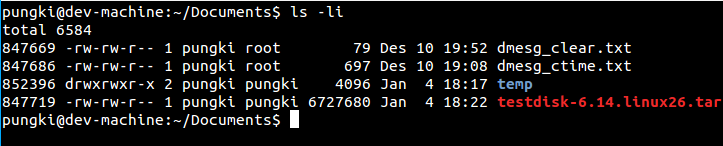 pungki@dev-machine:~/Documents$ ls -li
total 6584
847669 -rw-rw-r-- 1 pungki root        79 Des 10 19:52 dmesg_clear.txt
847686 -rw-rw-r-- 1 pungki root       697 Des 10 19:08 dmesg_ctime.txt
852396 drwxrwxr-x 2 pungki pungki    4096 Jan  4 18:17 temp
847719 -rw-rw-r-- 1 pungki pungki 6727680 Jan  4 18:22 testdisk-6.14.linux26.tar
pungki@dev-machine:~/Documents$